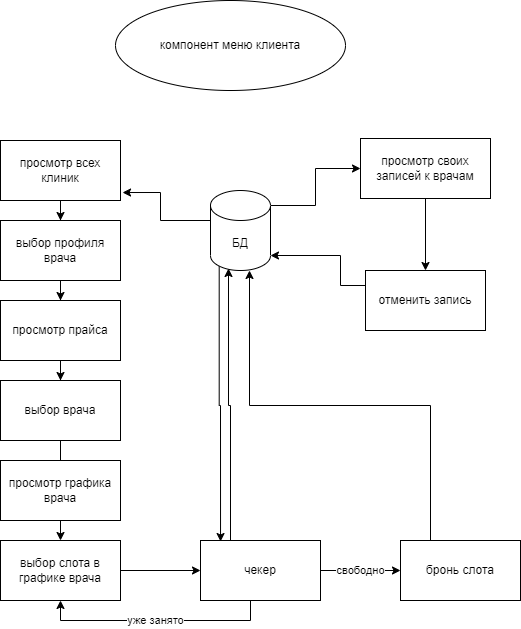 компонент меню клиента
просмотр всех
клиник
просмотр своих
записей к врачам
выбор профиля
врача
БД
отменить запись
просмотр прайса
выбор врача
просмотр графика
врача
выбор слота в
графике врача
чекер
свободно
бронь слота
уже занято